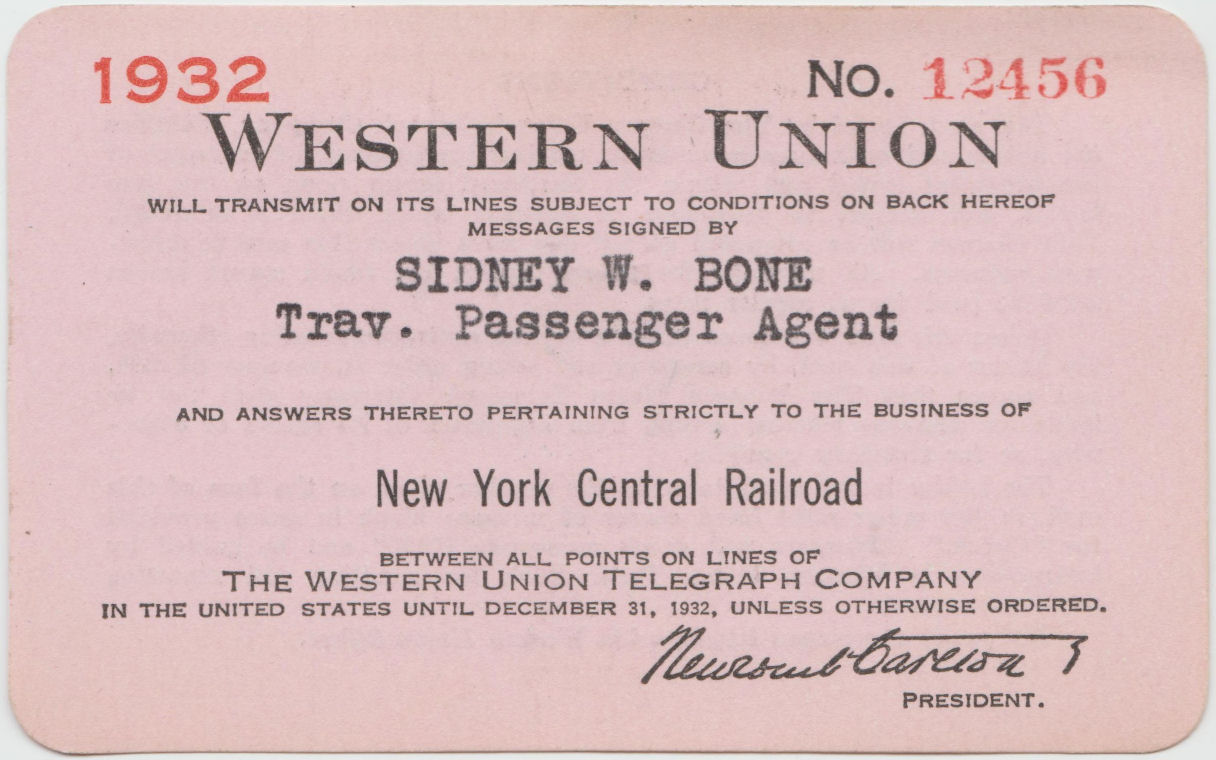 1932 No. 12456
WESTERN UNION
WILL TRANSMIT ON ITS LINES SUBJECT TO CONDITIONS ON BACK HEREOF
MESSAGES SIGNED BY
SIDNEY W. BONE
Trav. Passenger Agent
AND ANSWERS THERETO PERTAINING STRICTLY TO THE BUSINESS OF
New York Central Railroad
BETWEEN ALL POINTS ON LINES OF
THE WESTERN UNION TELEGRAPH COMPANY
IN THE UNITED STATES UNTIL DECEMBER 31, 1932, UNLESS OTHERWISE ORDERED.
Newcomb Carlton
PRESIDENT.